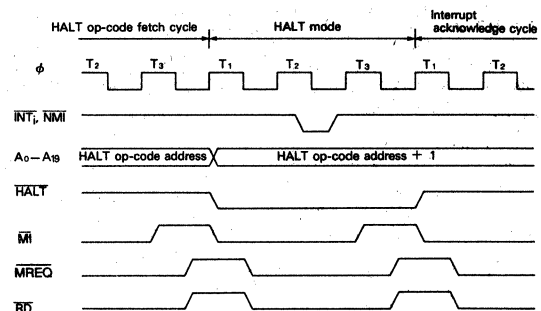 HALT op-code fetch cycle
HALT mode
Interrupt
acknowledge cycle
φ
T2
T3
T1
T2
T3
T1
T2
INTi, NMI
A0—A19
HALT op-code address
HALT op-code address + 1
HALT
MI
MREQ
RD